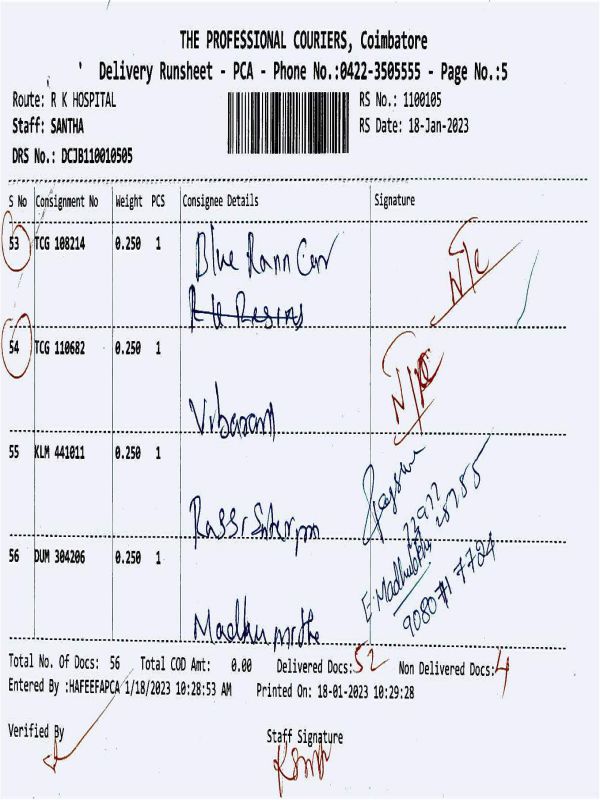 THE PROFESSIONAL COURIERS, Coimbatore
Delivery Runsheet - PCA - Phone No.:0422-3505555 - Page No.:5
Route: R K HOSPITAL
RS No.: 1100105
Staff: SANTHA
RS Date: 18-Jan-2023
DRS No.: DCJB110010505
S No Consignment No Weight PCS Consignee Details Signature
53 TCG 108214 0.250 1 Blue Rann Carr
54 TCG 110682 0.250 1
55 KLM 441011 0.250 1
56 DUM 304206 0.250 1
E. Madhubala
9080717724
Total No. Of Docs: 56 Total COD Amt: 0.00 Delivered Docs: 52 Non Delivered Docs: 4
Entered By :HAFEEFAPCA 1/18/2023 10:28:53 AM Printed On: 18-01-2023 10:29:28
Verified By
Staff Signature